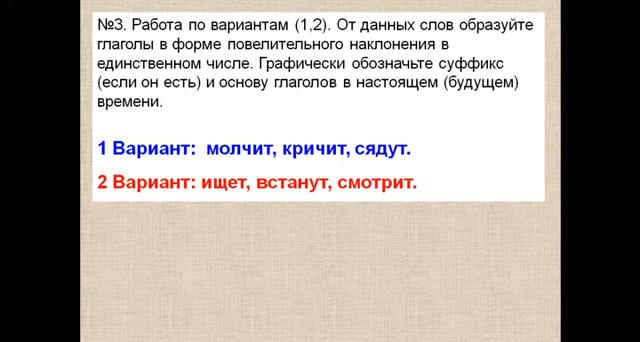 №3. Работа по вариантам (1,2). От данных слов образуйте
глаголы в форме повелительного наклонения в
единственном числе. Графически обозначьте суффикс
(если он есть) и основу глаголов в настоящем (будущем)
времени.
1 Вариант: молчит, кричит, сядут.
2 Вариант: ищет, встанут, смотрит.